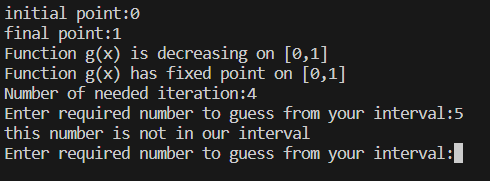 initial point:0
final point:1
Function g(x) is decreasing on [0,1]
Function g(x) has fixed point on [0,1]
Number of needed iteration:4
Enter required number to guess from your interval:5
this number is not in our interval
Enter required number to guess from your interval: